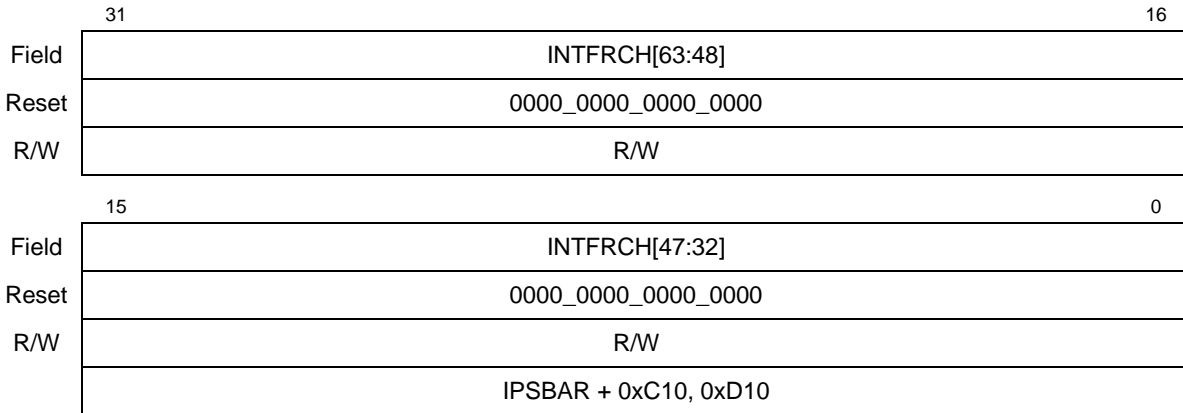 31 16
Field INTFRCH[63:48]
Reset 0000_0000_0000_0000
R/W R/W
15 0
Field INTFRCH[47:32]
Reset 0000_0000_0000_0000
R/W R/W
IPSBAR + 0xC10, 0xD10